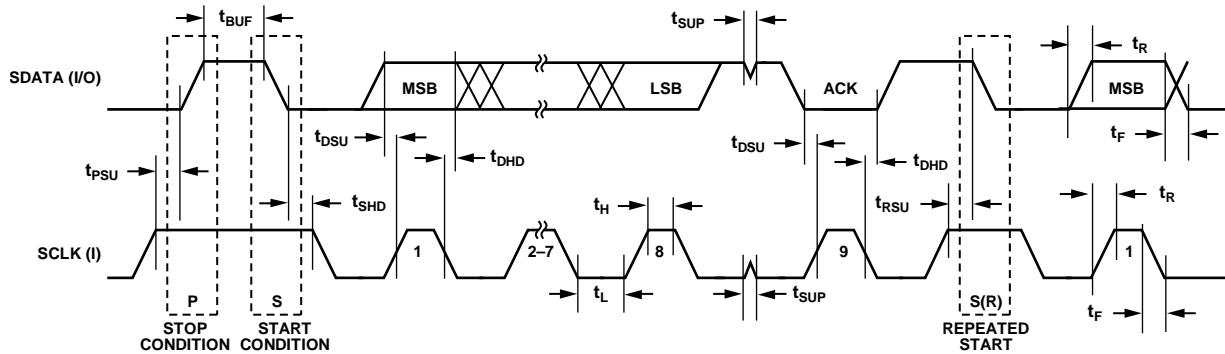 tBUF
tSUP
tR
SDATA (I/O)
MSB
LSB
ACK
MSB
tDSU
tDHD
tDSU
tDHD
tF
tPSU
tSHD
tH
tRSU
tR
SCLK (I)
1
2–7
8
9
1
P
S
tL
tSUP
S(R)
tF
STOP
CONDITION
START
CONDITION
REPEATED
START